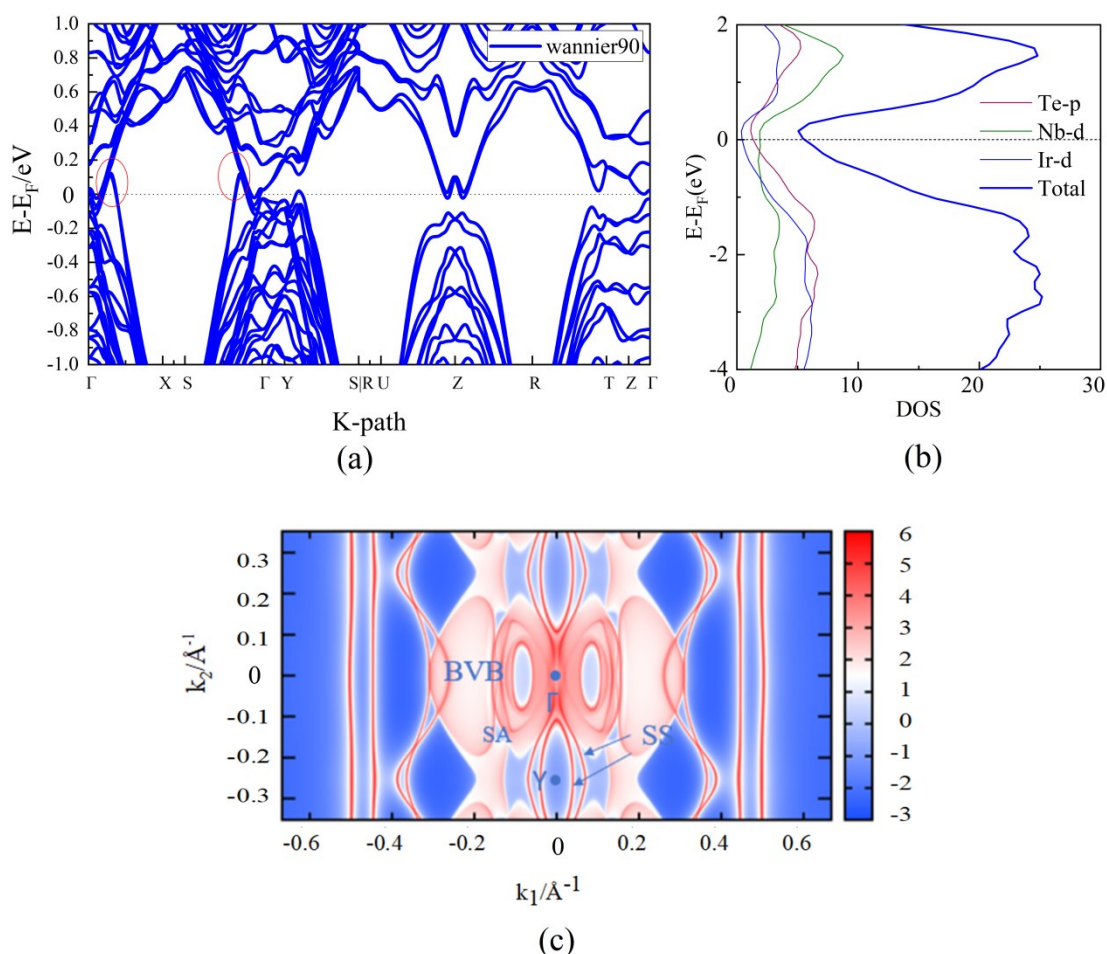 wannier90
E-E_F/eV
1.0
0.8
0.6
0.4
0.2
0
-0.2
-0.4
-0.6
-0.8
-1.0
Γ X S Γ Y S|R U Z R T Z Γ
K-path
(a)
E-E_F(eV)
2
0
-2
-4
Te-p
Nb-d
Ir-d
Total
0 10 20 30
DOS
(b)
k₂/Å⁻¹
0.3
0.2
0.1
0
-0.1
-0.2
-0.3
BVB
Γ
SA
SS
Y
6
5
4
3
2
1
0
-1
-2
-3
-0.6 -0.4 -0.2 0 0.2 0.4 0.6
k₁/Å⁻¹
(c)